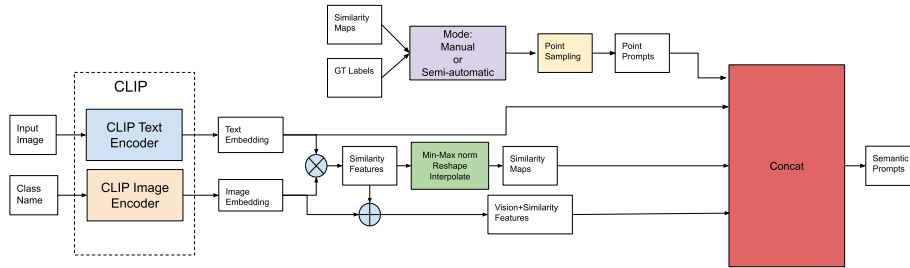 Similarity
Maps
GT Labels
Mode:
Manual
or
Semi-automatic
Point
Sampling
Point
Prompts
CLIP
Input
Image
CLIP Text
Encoder
Text
Embedding
Class
Name
CLIP Image
Encoder
Image
Embedding
Similarity
Features
Min-Max norm
Reshape
Interpolate
Similarity
Maps
Vision+Similarity
Features
Concat
Semantic
Prompts